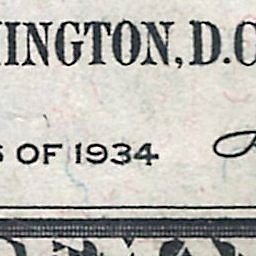 INGTON, D.C
S OF 1934